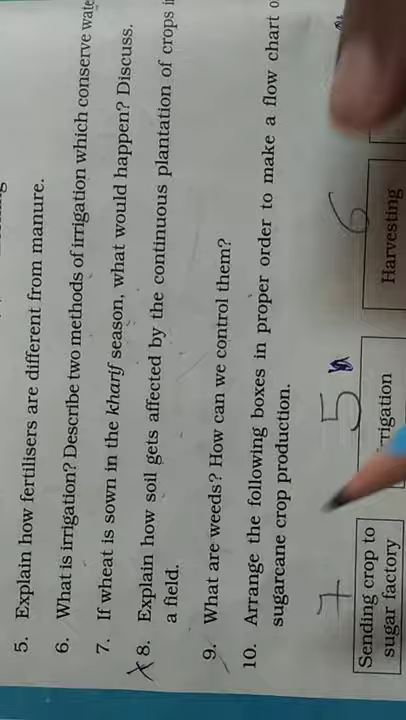 5. Explain how fertilisers are different from manure.
6. What is irrigation? Describe two methods of irrigation which conserve
7. If wheat is sown in the kharif season, what would happen? Discuss.
8. Explain how soil gets affected by the continuous plantation of crops
a field.
9. What are weeds? How can we control them?
10. Arrange the following boxes in proper order to make a flow chart
sugarcane crop production.
7
5
6
Sending crop to
sugar factory
Harvesting